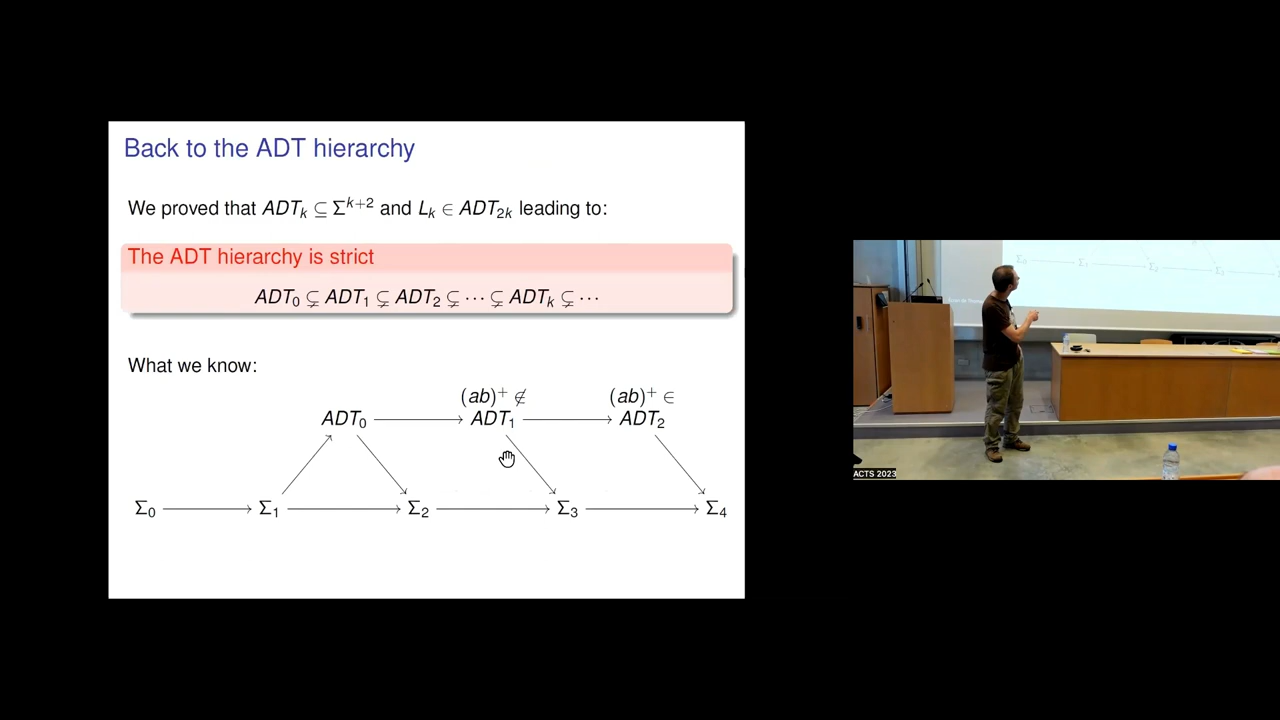 Back to the ADT hierarchy
We proved that ADT_k ⊆ Σ^{k+2} and L_k ∈ ADT_{2k} leading to:
The ADT hierarchy is strict
ADT_0 ⊊ ADT_1 ⊊ ADT_2 ⊊ ⋯ ⊊ ADT_k ⊊ ⋯
What we know:
(ab)^+ ∉ (ab)^+ ∈
ADT_0 ADT_1 ADT_2
Σ_0 Σ_1 Σ_2 Σ_3 Σ_4
ACTS 2023